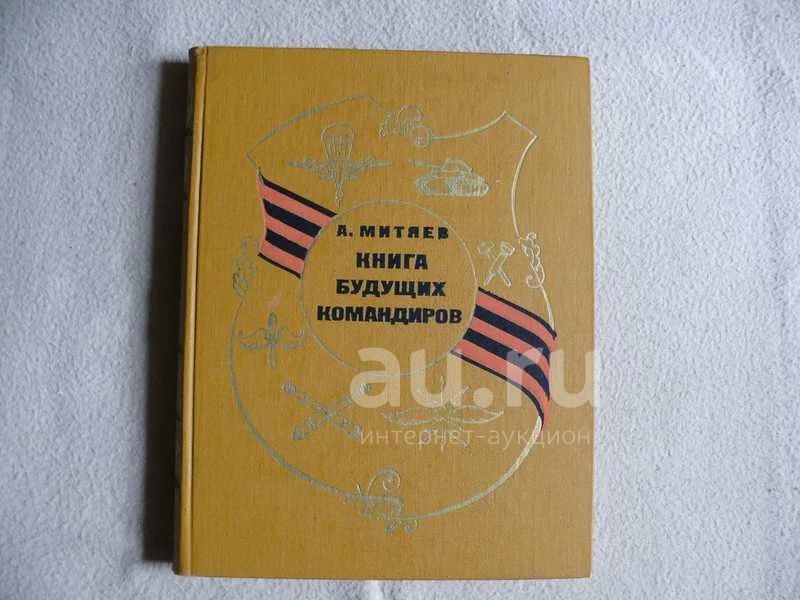 А. МИТЯЕВ
КНИГА
БУДУЩИХ
КОМАНДИРОВ
au.ru
интернет-аукцион